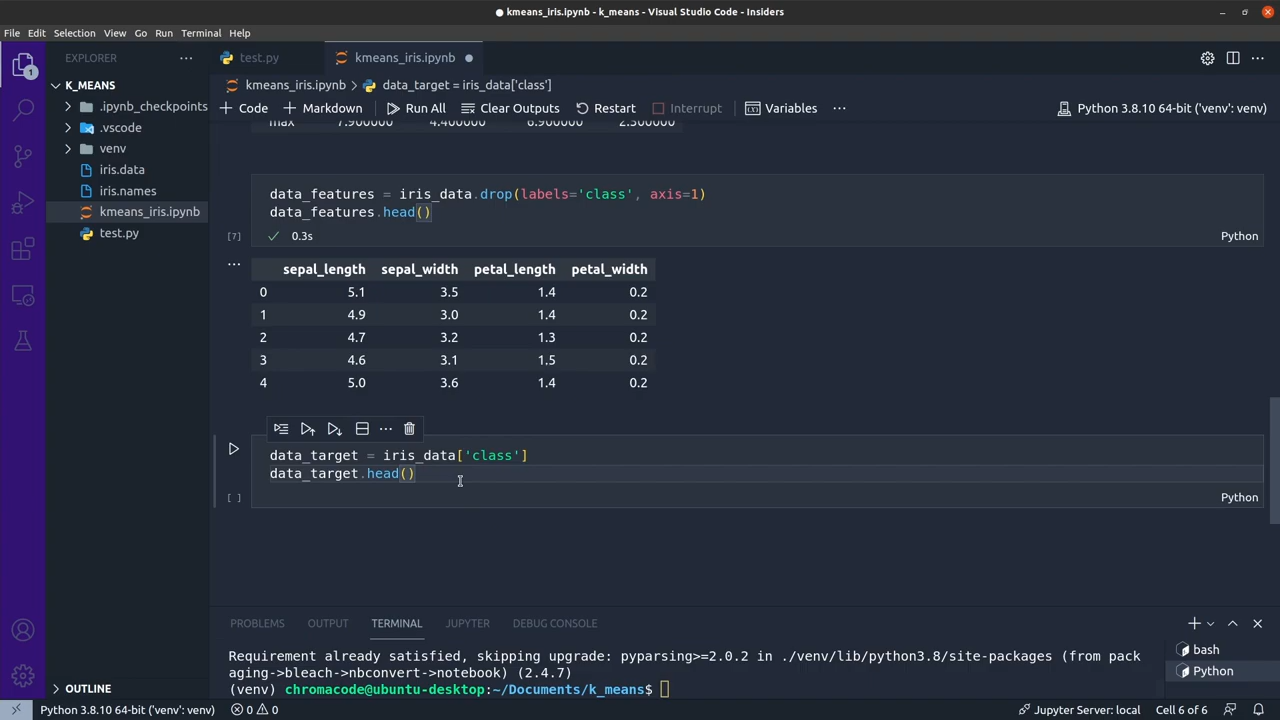 kmeans_iris.ipynb - k_means - Visual Studio Code - Insiders
File Edit Selection View Go Run Terminal Help
EXPLORER
test.py
kmeans_iris.ipynb
1
K_MEANS
kmeans_iris.ipynb > data_target = iris_data['class']
.ipynb_checkpoints
Code
Markdown
Run All
Clear Outputs
Restart
Interrupt
Variables
Python 3.8.10 64-bit ('venv': venv)
max 7.900000 4.400000 6.900000 2.500000
.vscode
venv
iris.data
iris.names
kmeans_iris.ipynb
test.py
data_features = iris_data.drop(labels='class', axis=1)
data_features.head()
[7] 0.3s Python
sepal_length sepal_width petal_length petal_width
0 5.1 3.5 1.4 0.2
1 4.9 3.0 1.4 0.2
2 4.7 3.2 1.3 0.2
3 4.6 3.1 1.5 0.2
4 5.0 3.6 1.4 0.2
data_target = iris_data['class']
data_target.head()
[ ] Python
PROBLEMS OUTPUT TERMINAL JUPYTER DEBUG CONSOLE
Requirement already satisfied, skipping upgrade: pyparsing>=2.0.2 in ./venv/lib/python3.8/site-packages (from pack
aging->bleach->nbconvert->notebook) (2.4.7)
(venv) chromacode@ubuntu-desktop:~/Documents/k_means$
bash
Python
OUTLINE
Python 3.8.10 64-bit ('venv': venv) 0 0 Jupyter Server: local Cell 6 of 6